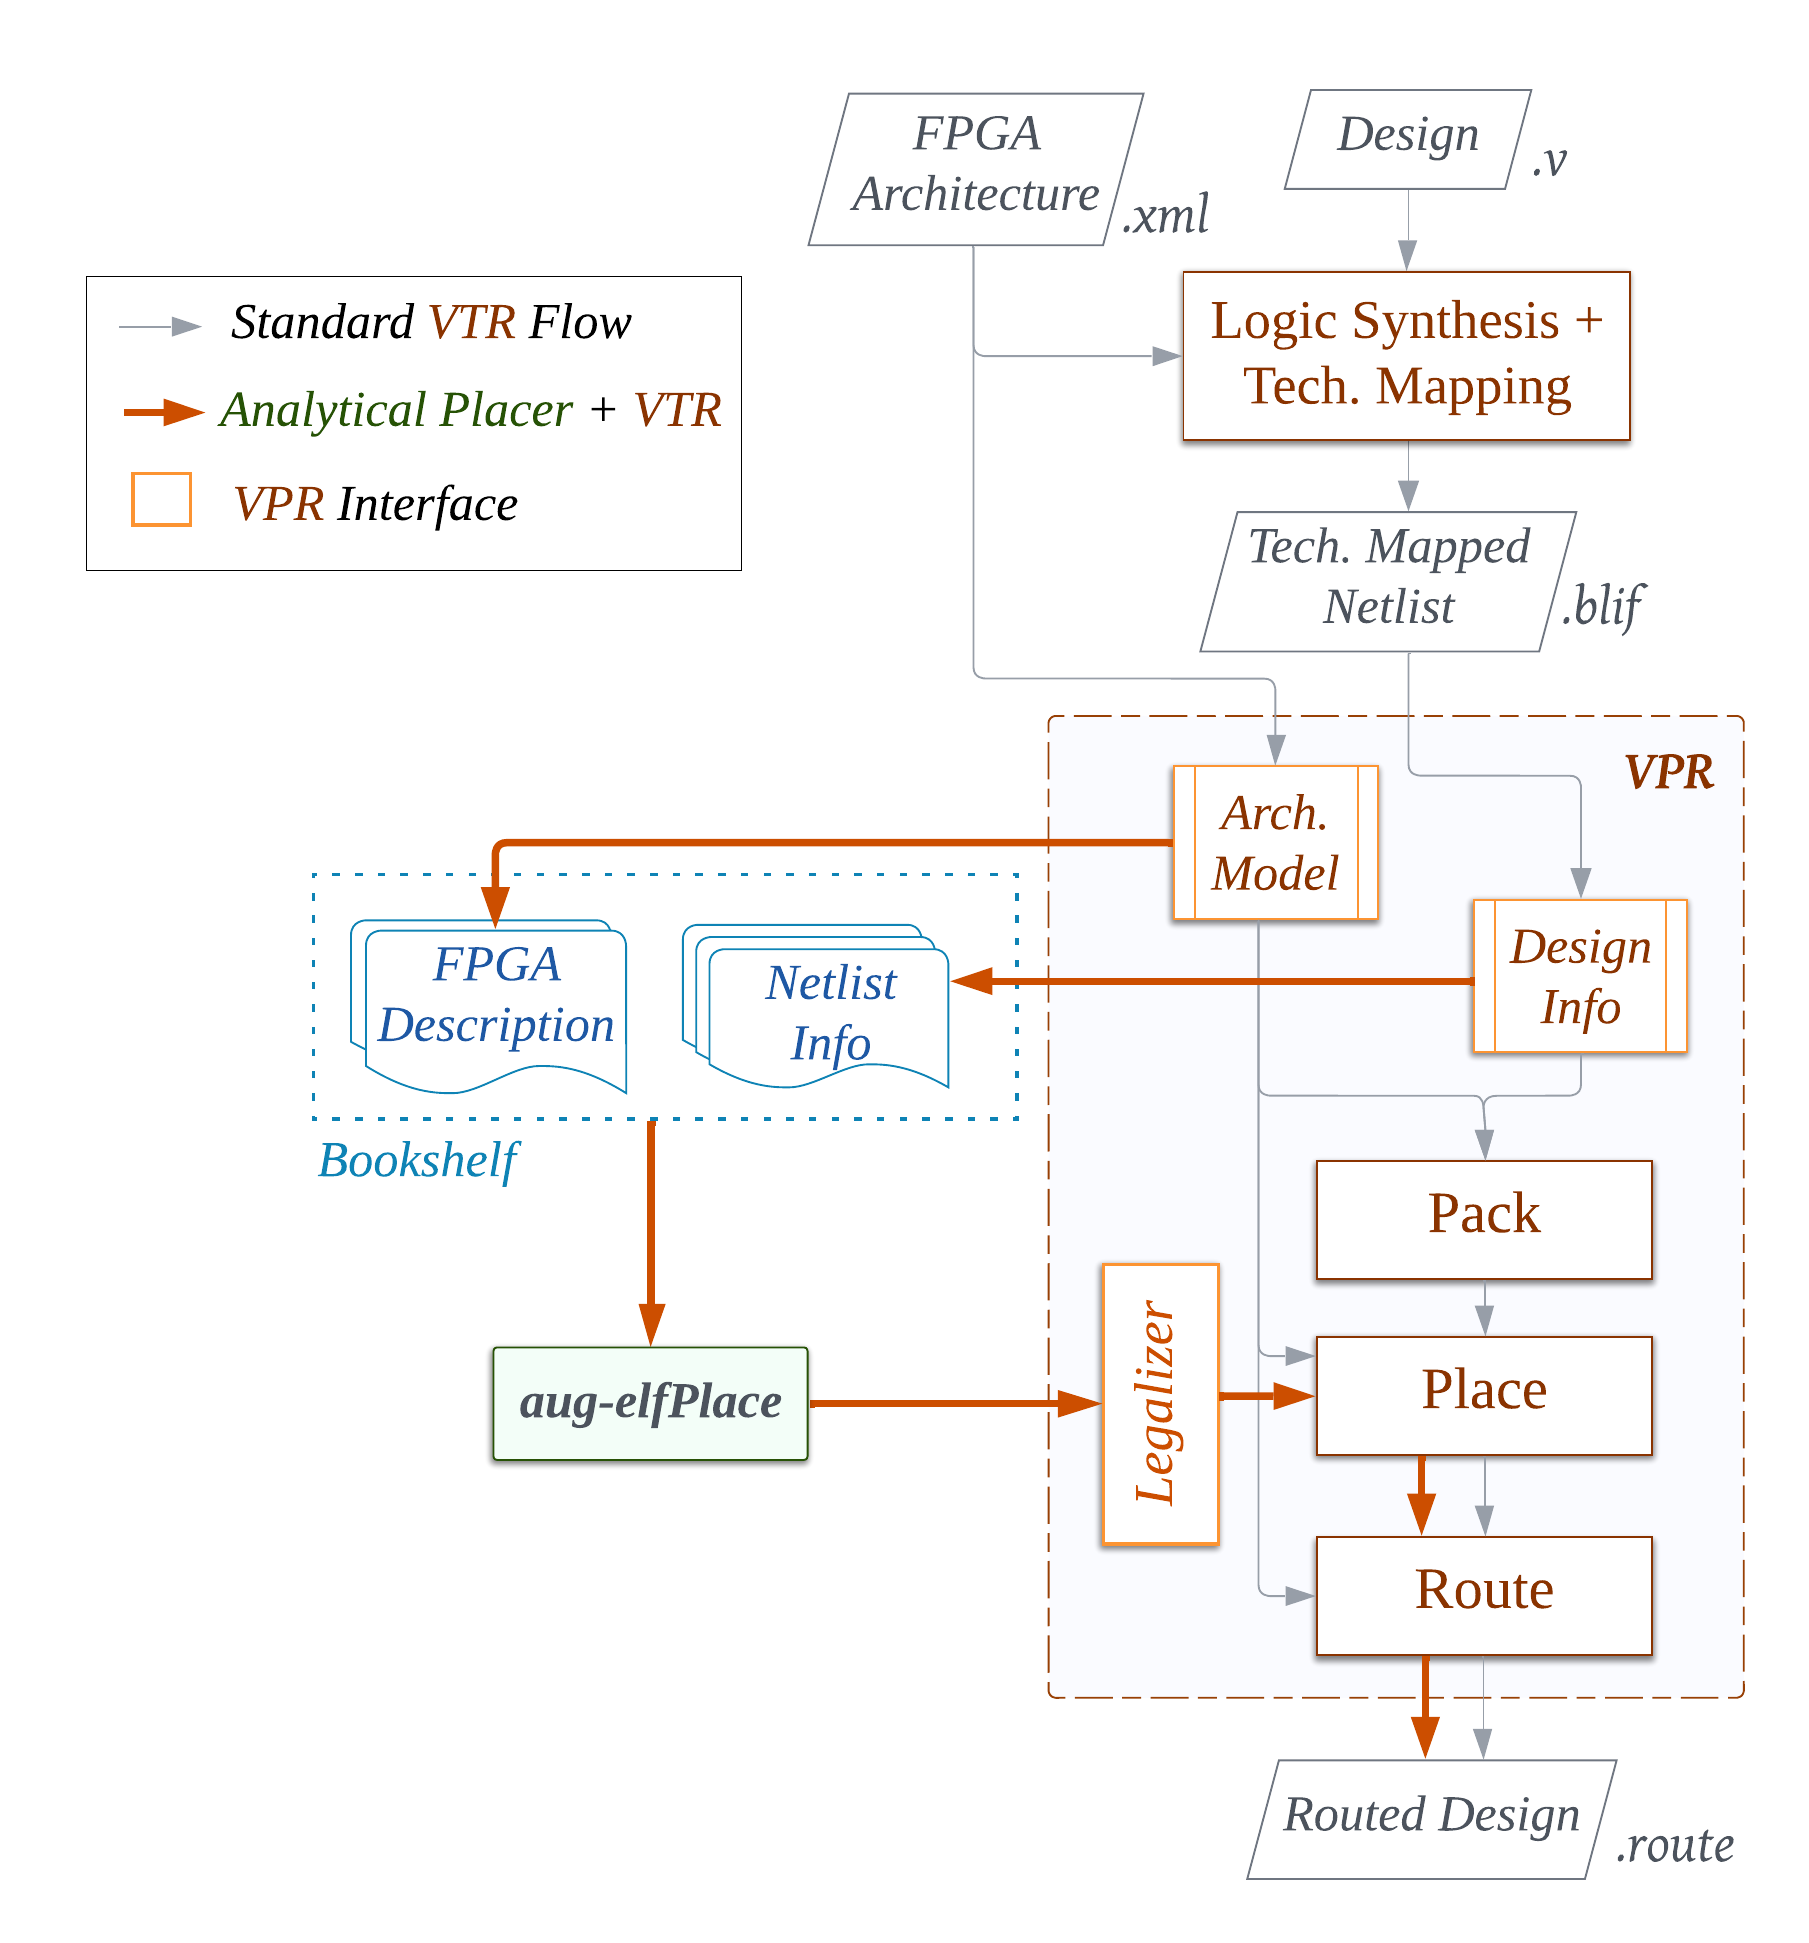 FPGA
Architecture
.xml
Design
.v
Standard VTR Flow
Analytical Placer + VTR
VPR Interface
Logic Synthesis +
Tech. Mapping
Tech. Mapped
Netlist
.blif
VPR
Arch.
Model
Design
Info
FPGA
Description
Netlist
Info
Bookshelf
Pack
aug-elfPlace
Legalizer
Place
Route
Routed Design
.route